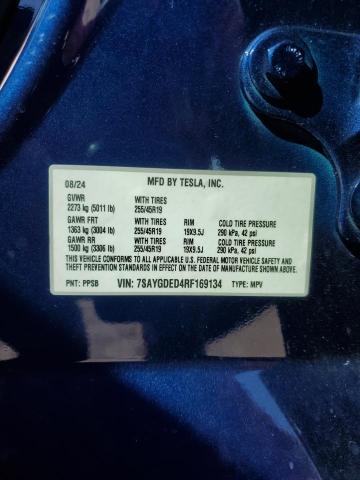 08/24 MFD BY TESLA, INC.
GVWR WITH TIRES
2273 kg (5011 lb) 255/45R19
GAWR FRT WITH TIRES RIM COLD TIRE PRESSURE
1363 kg (3004 lb) 255/45R19 19X9.5J 290 kPa, 42 psi
GAWR RR WITH TIRES RIM COLD TIRE PRESSURE
1500 kg (3306 lb) 255/45R19 19X9.5J 290 kPa, 42 psi
THIS VEHICLE CONFORMS TO ALL APPLICABLE U.S. FEDERAL MOTOR VEHICLE SAFETY
AND THEFT PREVENTION STANDARDS IN EFFECT ON THE DATE OF
MANUFACTURE SHOWN ABOVE.
PNT: PPSB VIN: 7SAYGDED4RF169134 TYPE: MPV